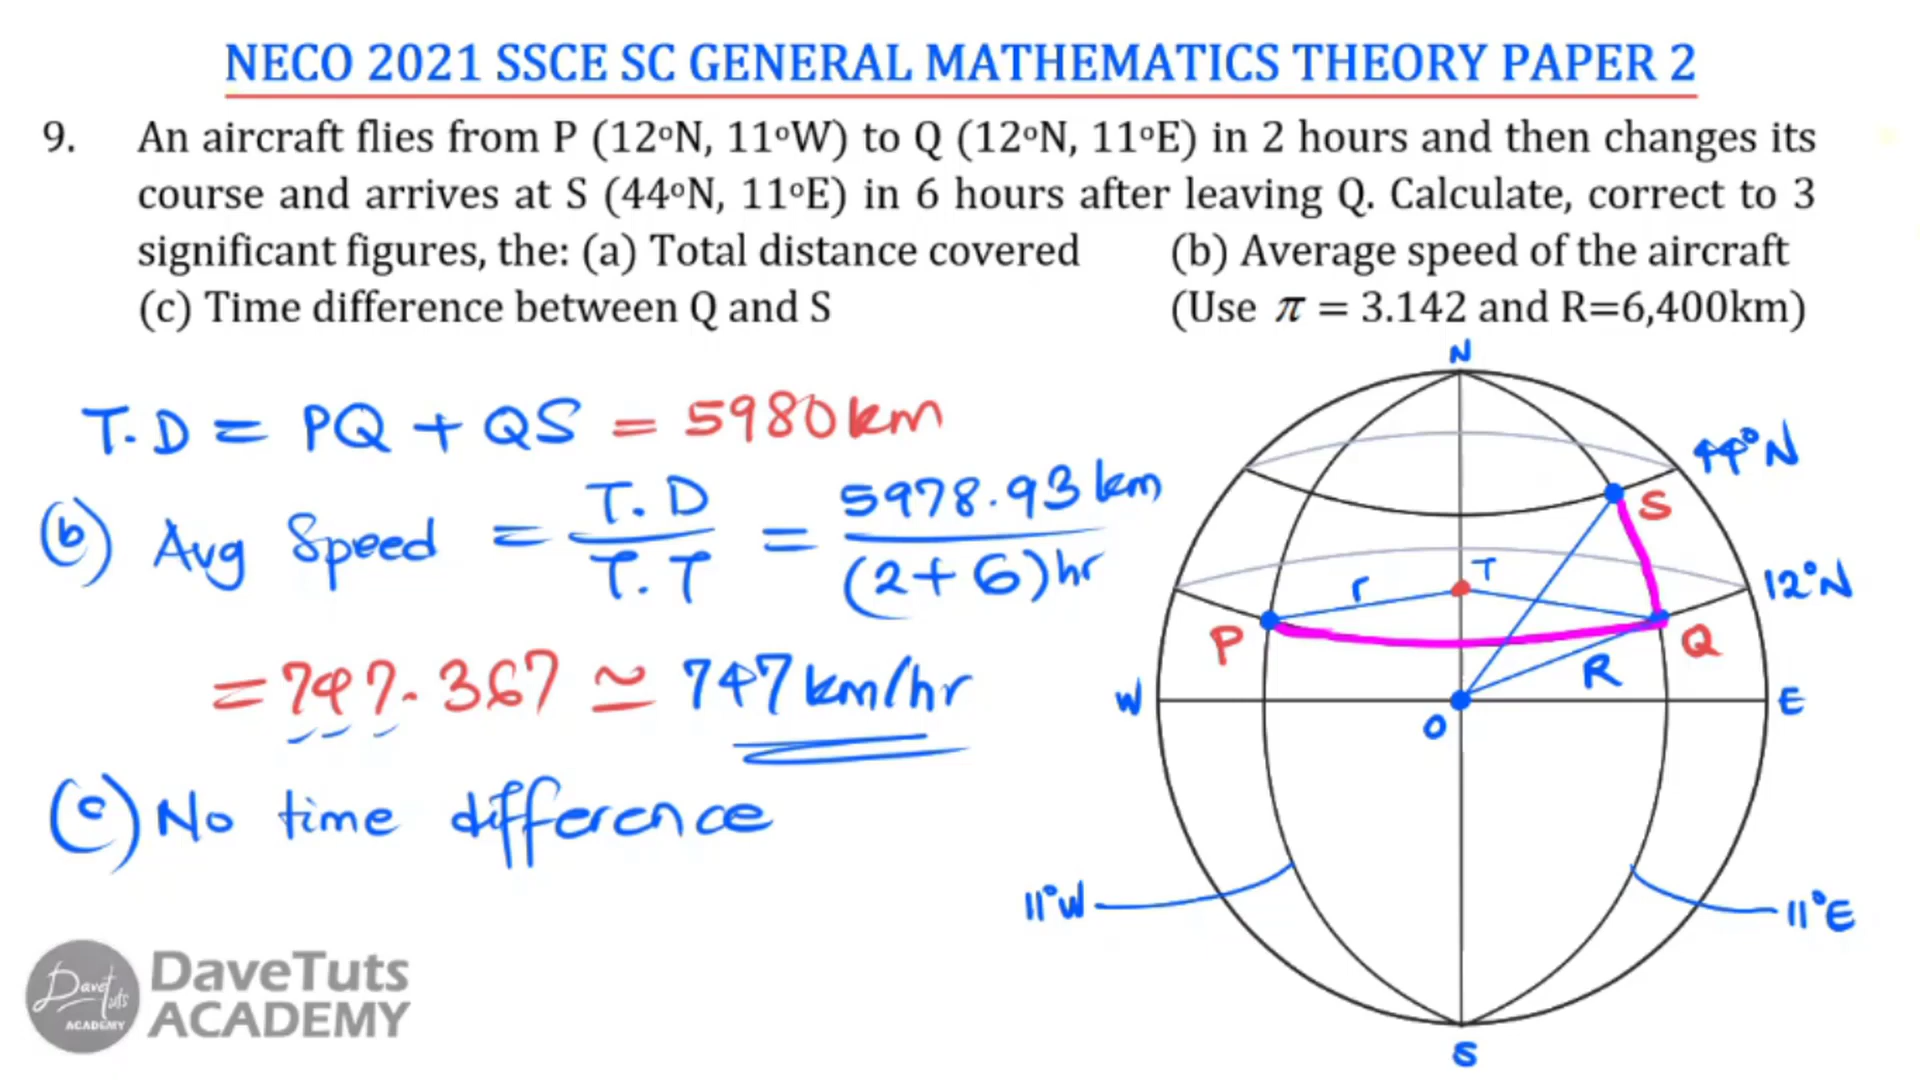 NECO 2021 SSCE SC GENERAL MATHEMATICS THEORY PAPER 2
9. An aircraft flies from P (12°N, 11°W) to Q (12°N, 11°E) in 2 hours and then changes its
course and arrives at S (44°N, 11°E) in 6 hours after leaving Q. Calculate, correct to 3
significant figures, the: (a) Total distance covered (b) Average speed of the aircraft
(c) Time difference between Q and S (Use π = 3.142 and R=6,400km)
T.D = PQ + QS = 5980km
(b) Avg Speed = T.D / T.T = 5978.93km / (2+6)hr
= 747.367 ≃ 747km/hr
(c) No time difference
N
44°N
S
T
12°N
r
P
Q
R
W
E
O
11°W
11°E
S
Dave Tuts ACADEMY
DaveTuts
ACADEMY